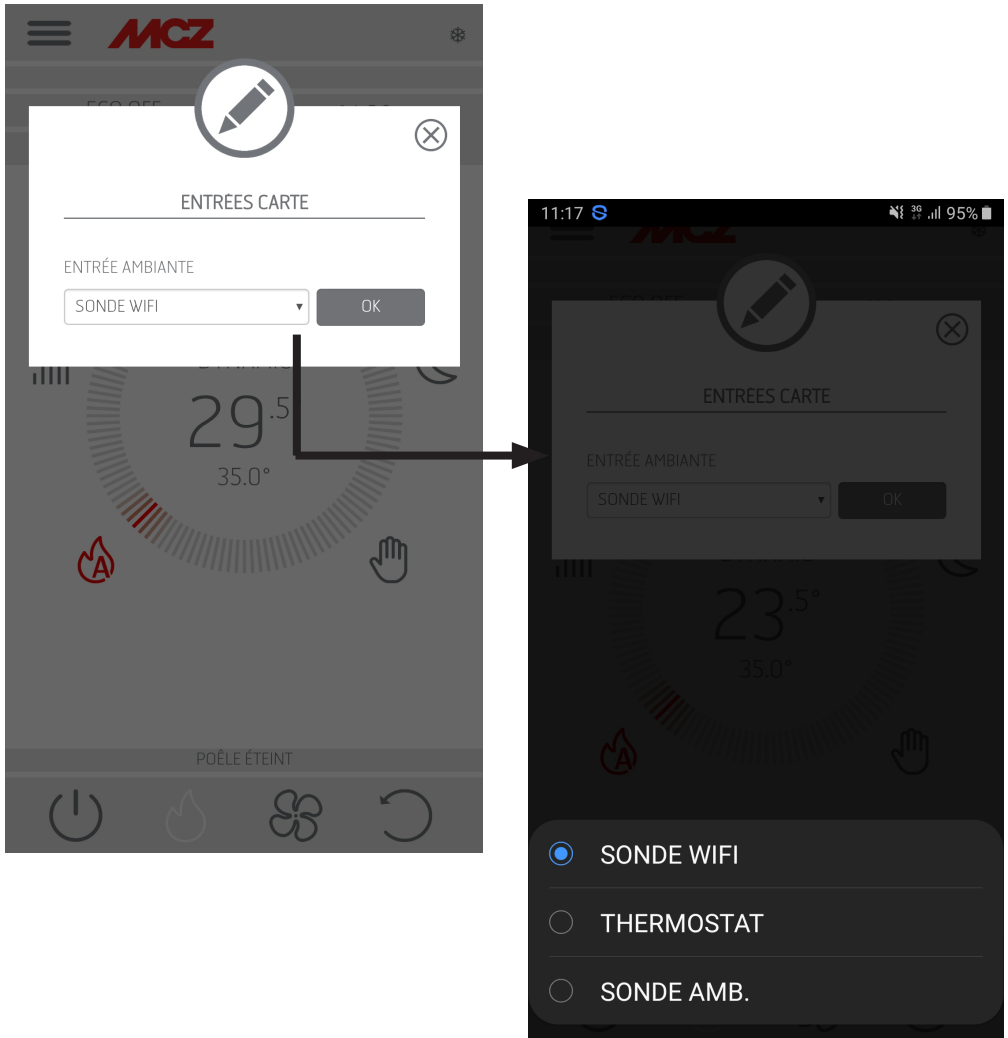 MCZ
ENTRÉES CARTE
ENTRÉE AMBIANTE
SONDE WIFI
OK
29.5
35.0°
POÊLE ÉTEINT
11:17 3G 95%
MCZ
ENTRÉES CARTE
ENTRÉE AMBIANTE
SONDE WIFI
OK
23.5°
35.0°
SONDE WIFI
THERMOSTAT
SONDE AMB.